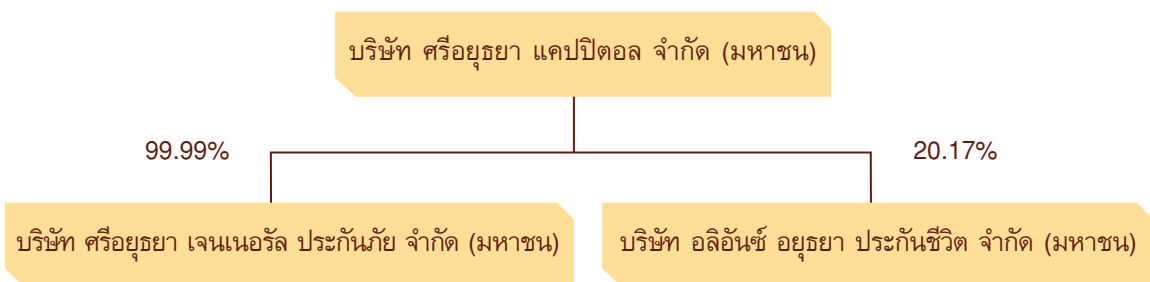 บริษัท ศรีอยุธยา แคปปิตอล จำกัด (มหาชน)
99.99%
20.17%
บริษัท ศรีอยุธยา เจนเนอรัล ประกันภัย จำกัด (มหาชน)
บริษัท อลิอันซ์ อยุธยา ประกันชีวิต จำกัด (มหาชน)